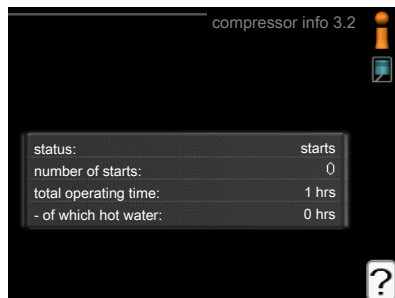 compressor info 3.2
status: starts
number of starts: 0
total operating time: 1 hrs
- of which hot water: 0 hrs
?